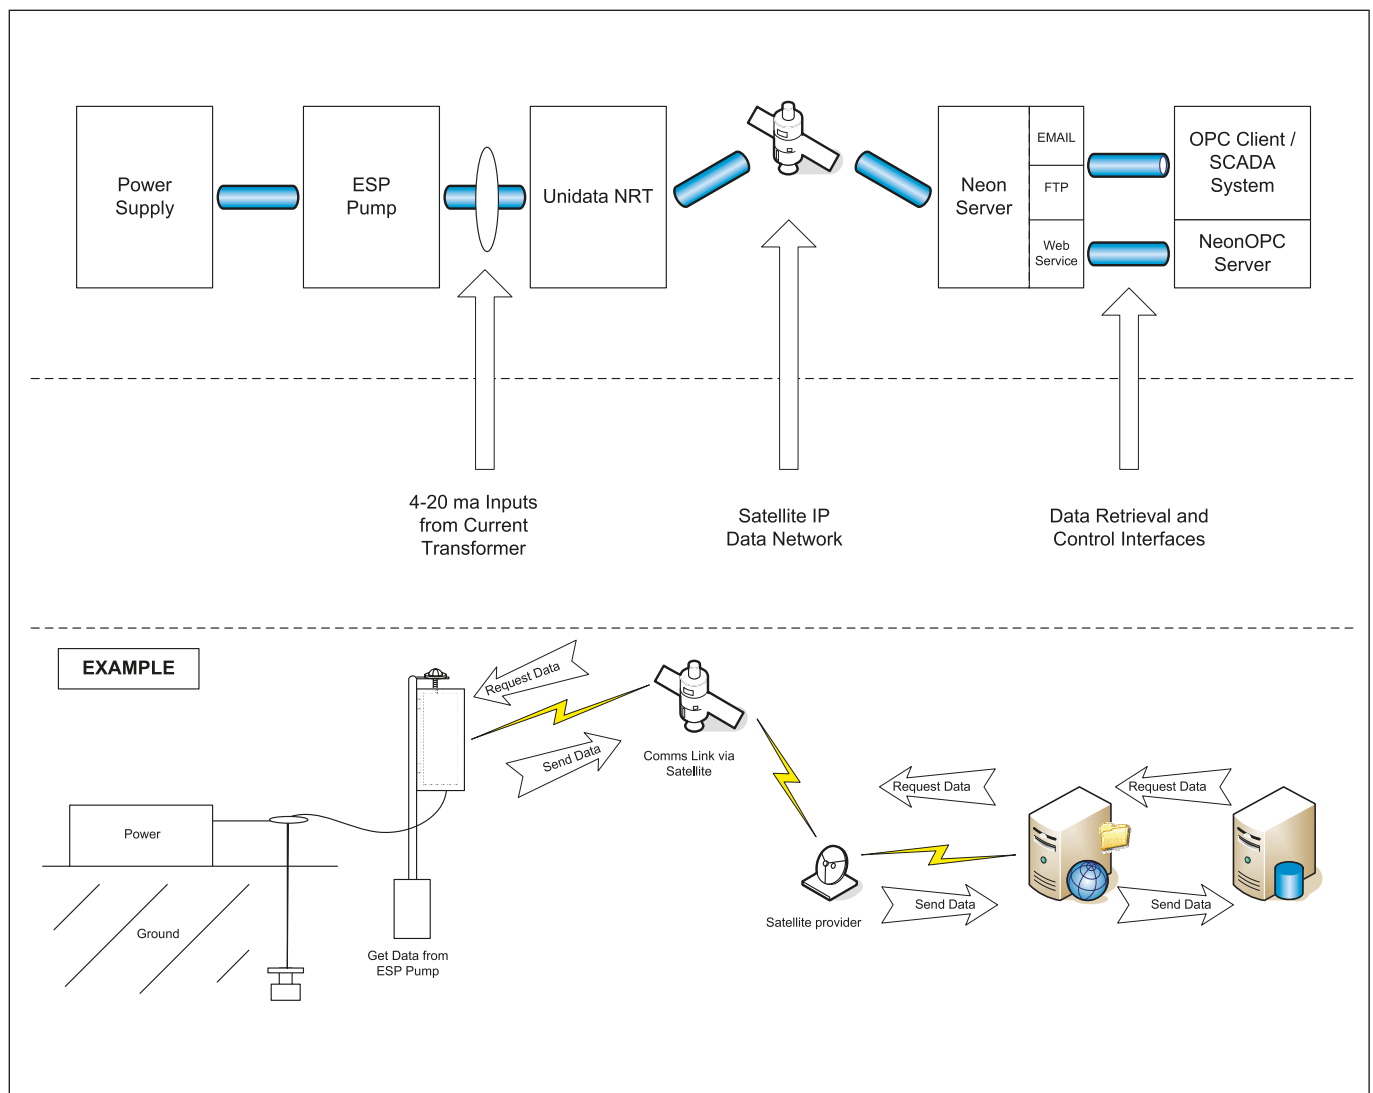 Power
Supply
ESP
Pump
Unidata NRT
Neon
Server
EMAIL
FTP
Web
Service
OPC Client /
SCADA
System
NeonOPC
Server
4-20 ma Inputs
from Current
Transformer
Satellite IP
Data Network
Data Retrieval and
Control Interfaces
EXAMPLE
Request Data
Send Data
Comms Link via
Satellite
Request Data
Request Data
Power
Ground
Get Data from
ESP Pump
Satellite provider
Send Data
Send Data